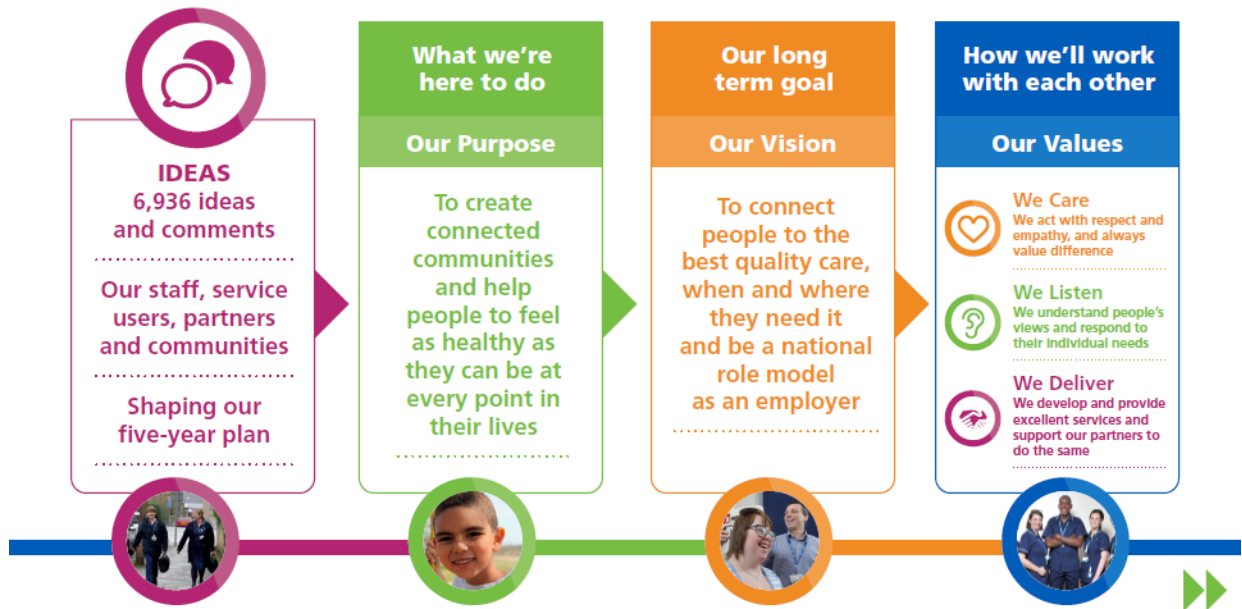 IDEAS
6,936 ideas
and comments
Our staff, service
users, partners
and communities
Shaping our
five-year plan
What we're
here to do
Our Purpose
To create
connected
communities
and help
people to feel
as healthy as
they can be at
every point in
their lives
Our long
term goal
Our Vision
To connect
people to the
best quality care,
when and where
they need it
and be a national
role model
as an employer
How we'll work
with each other
Our Values
We Care
We act with respect and
empathy, and always
value difference
We Listen
We understand people's
views and respond to
their individual needs
We Deliver
We develop and provide
excellent services and
support our partners to
do the same